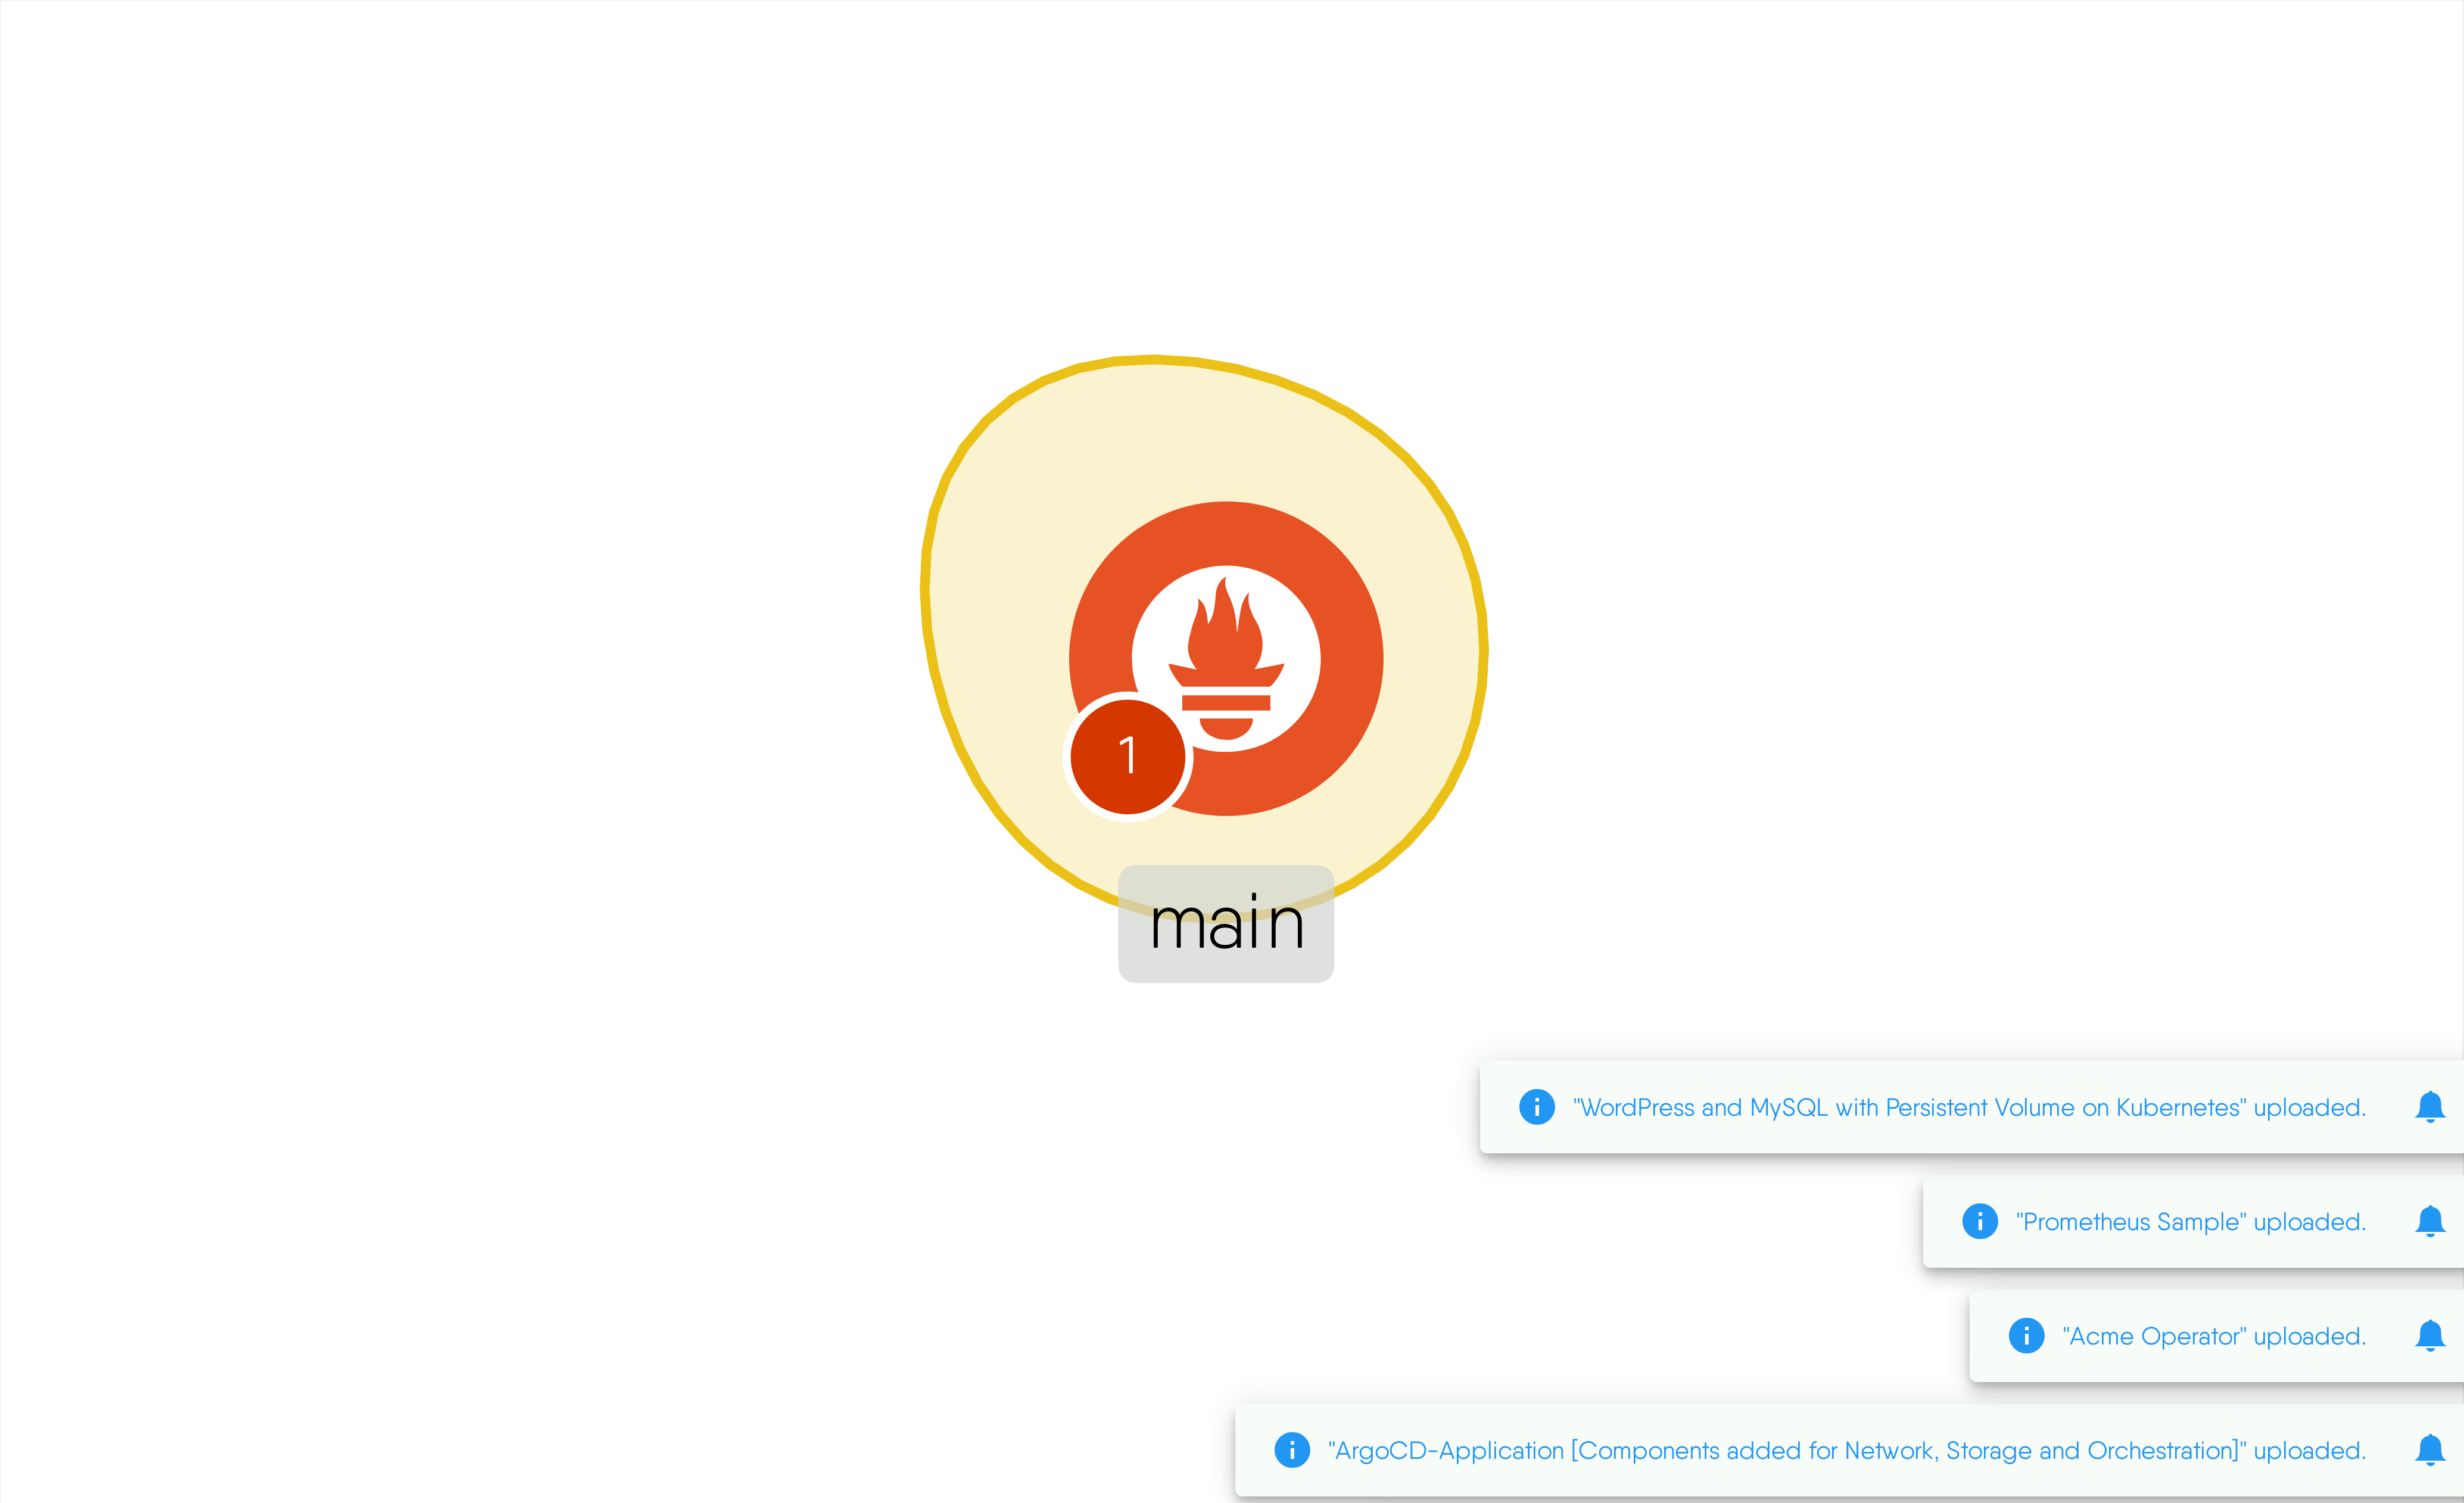 1
main
"WordPress and MySQL with Persistent Volume on Kubernetes" uploaded.
"Prometheus Sample" uploaded.
"Acme Operator" uploaded.
"ArgoCD-Application [Components added for Network, Storage and Orchestration]" uploaded.